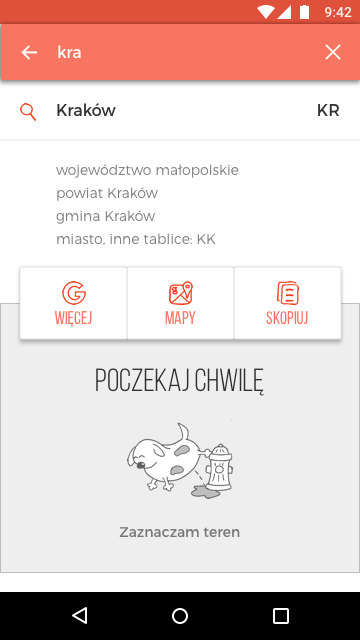 9:42
kra
Kraków KR
województwo małopolskie
powiat Kraków
gmina Kraków
miasto, inne tablice: KK
WIĘCEJ MAPY SKOPIUJ
POCZEKAJ CHWILĘ
Zaznaczam teren